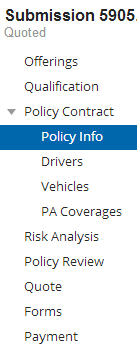 Submission 5905
Quoted
Offerings
Qualification
Policy Contract
Policy Info
Drivers
Vehicles
PA Coverages
Risk Analysis
Policy Review
Quote
Forms
Payment